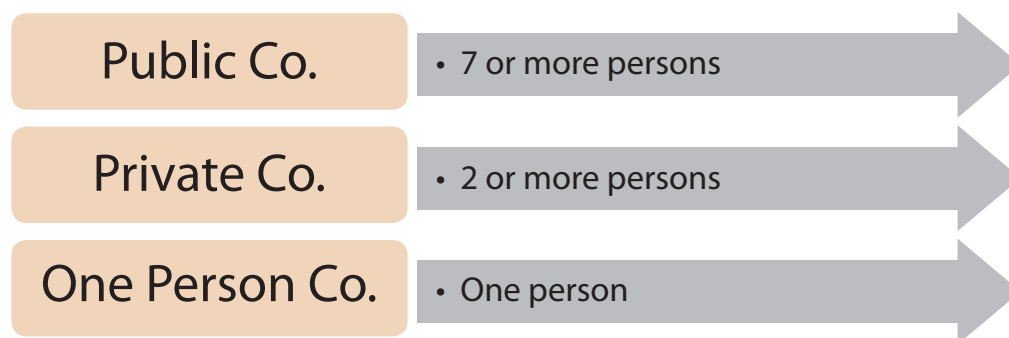 Public Co.
• 7 or more persons
Private Co.
• 2 or more persons
One Person Co.
• One person